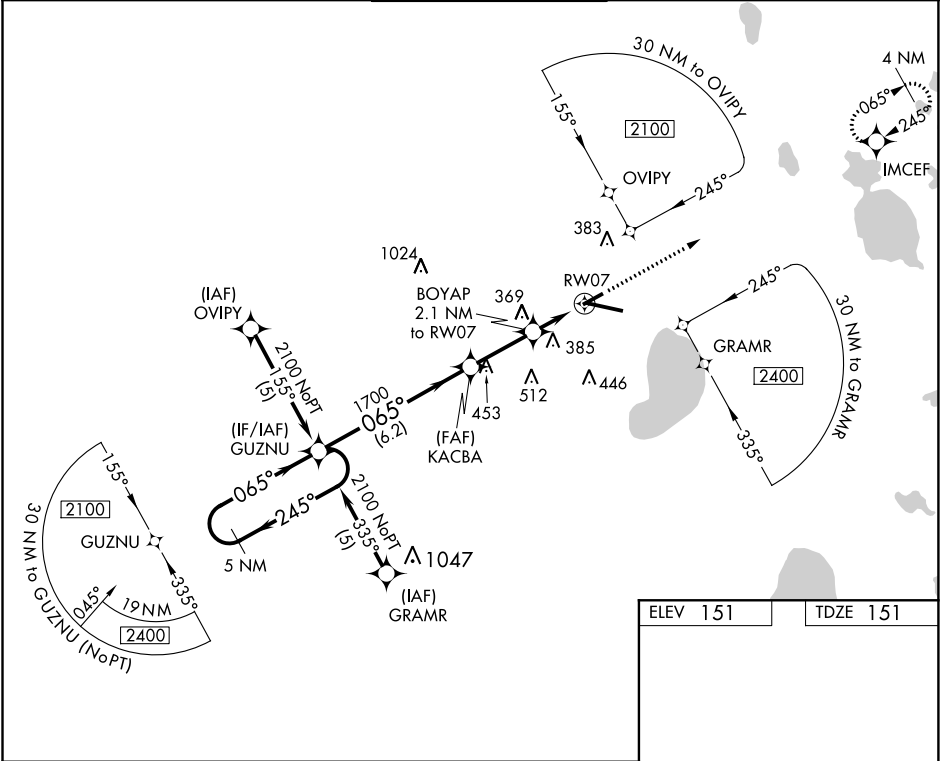 30 NM to OVIPY
155°
2100
245°
OVIPY
4 NM
065°
245°
IMCEF
383
1024
BOYAP
2.1 NM
to RW07
369
RW07
385
(IAF)
OVIPY
2100 NoPT
155°
(5)
1700
065°
(6.2)
453
512
446
(FAF)
KACBA
245°
GRAMR
30 NM to GRAMR
2400
335°
(IF/IAF)
GUZNU
065°
245°
5 NM
2100 NoPT
335°
(5)
1047
(IAF)
GRAMR
155°
2100
GUZNU
335°
30 NM to GUZNU (NoPT)
045°
19NM
2400
ELEV 151
TDZE 151